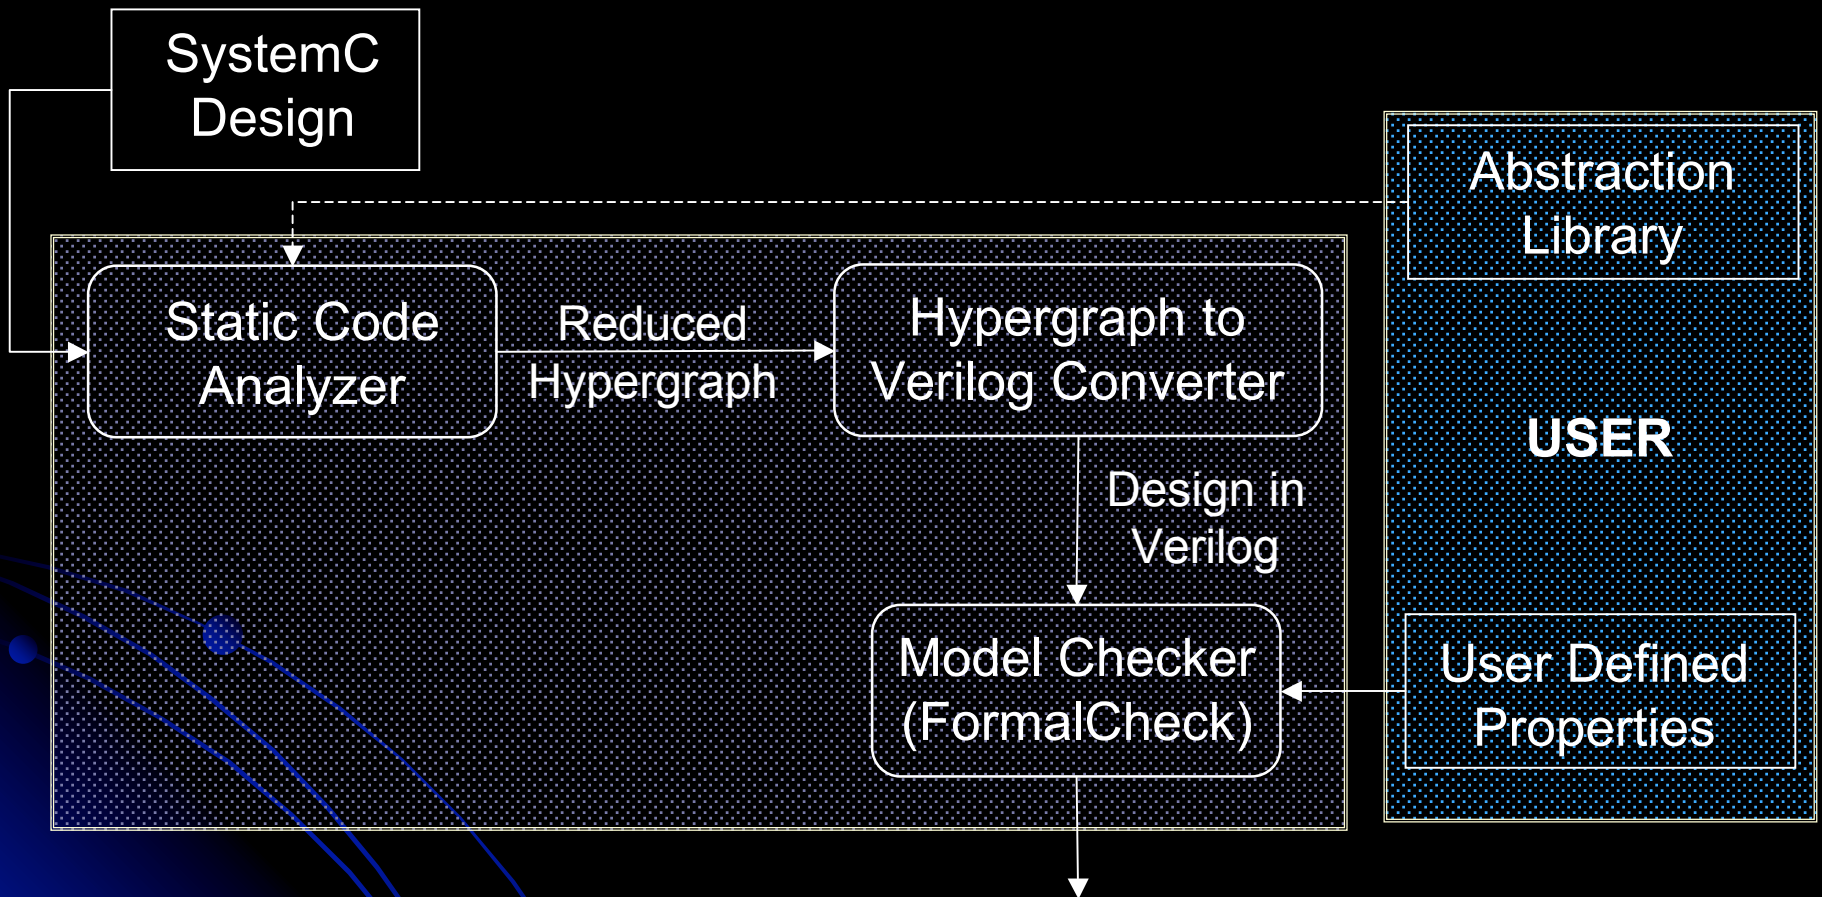 SystemC
Design
Abstraction
Library
Static Code
Analyzer
Reduced
Hypergraph
Hypergraph to
Verilog Converter
USER
Design in
Verilog
Model Checker
(FormalCheck)
User Defined
Properties